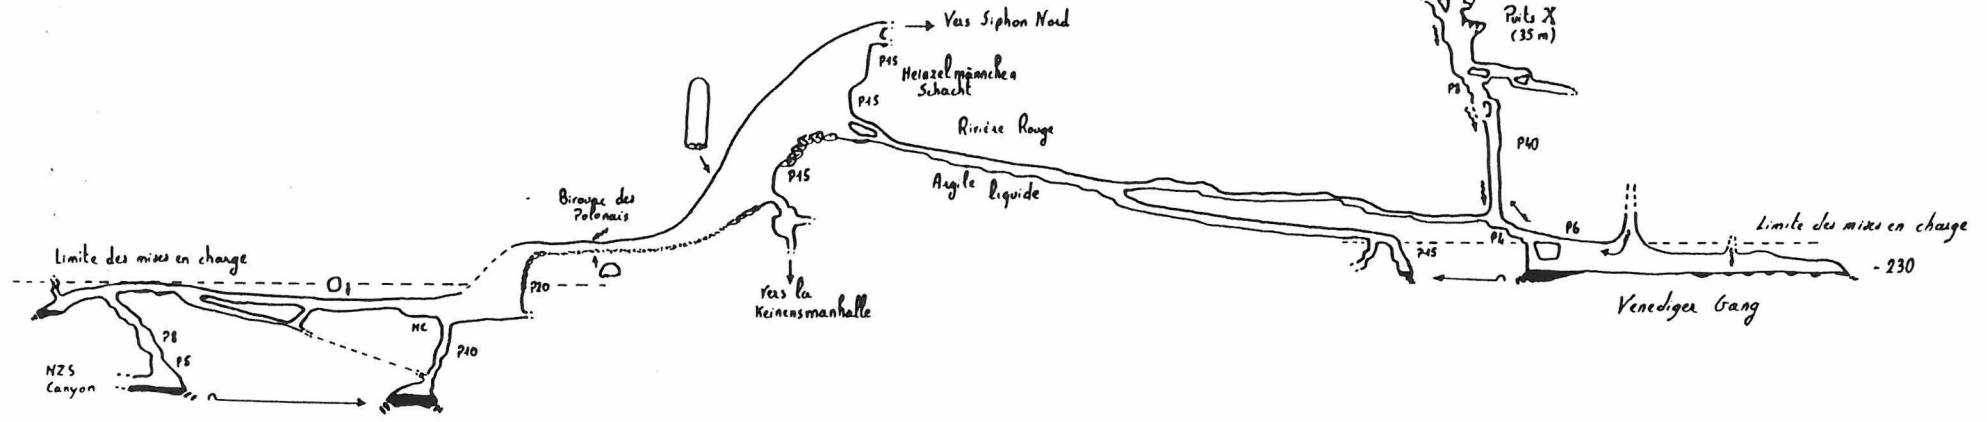 Vers Siphon Nord
Puits X
(35 m)
P15
Heinzelmännchen
Schacht
P8
P15
Rivière Rouge
P40
P15
Argile liquide
Bivouac des
Polonais
P6
Limite des mises en charge
P4
Limite des mises en charge
P15
- 230
P20
Vers la
Keinensmanhalle
Venediger Gang
MC
P8
P10
P5
NZS
Canyon